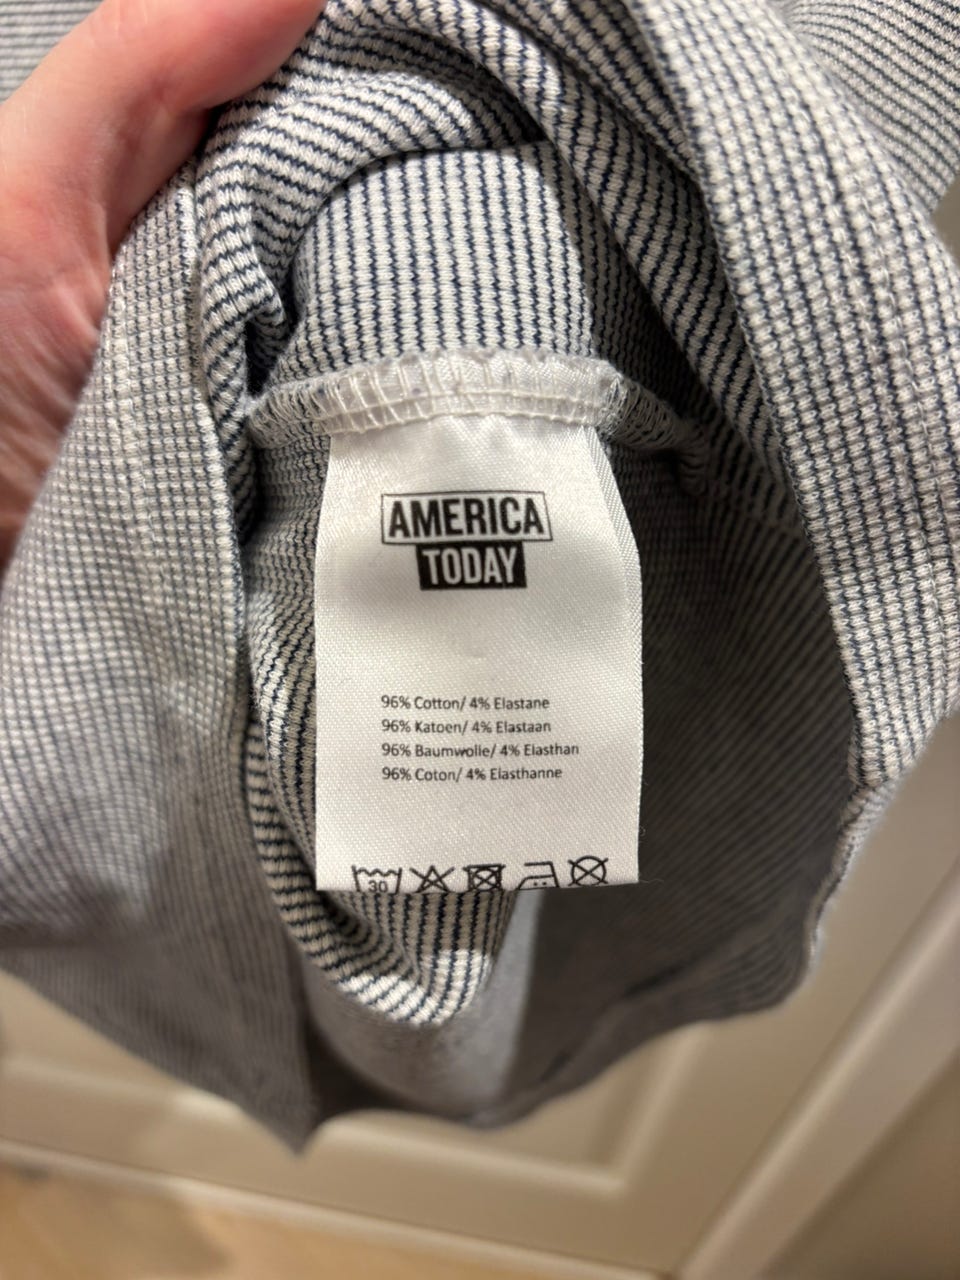 AMERICA
TODAY
96% Cotton/ 4% Elastane
96% Katoen/ 4% Elastaan
96% Baumwolle/ 4% Elasthan
96% Coton/ 4% Elasthanne
30